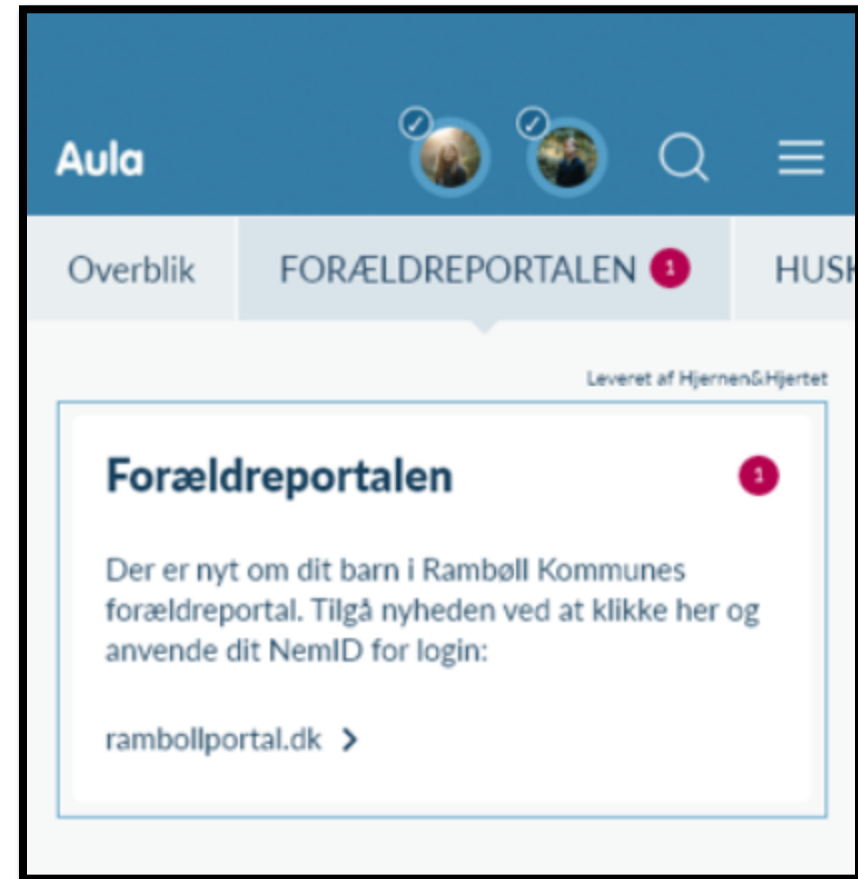 Aula
Overblik
FORÆLDREPORTALEN 1
HUSK
Leveret af Hjernen&Hjertet
Forældreportalen
1
Der er nyt om dit barn i Rambøll Kommunes
forældreportal. Tilgå nyheden ved at klikke her og
anvende dit NemID for login:
rambollportal.dk